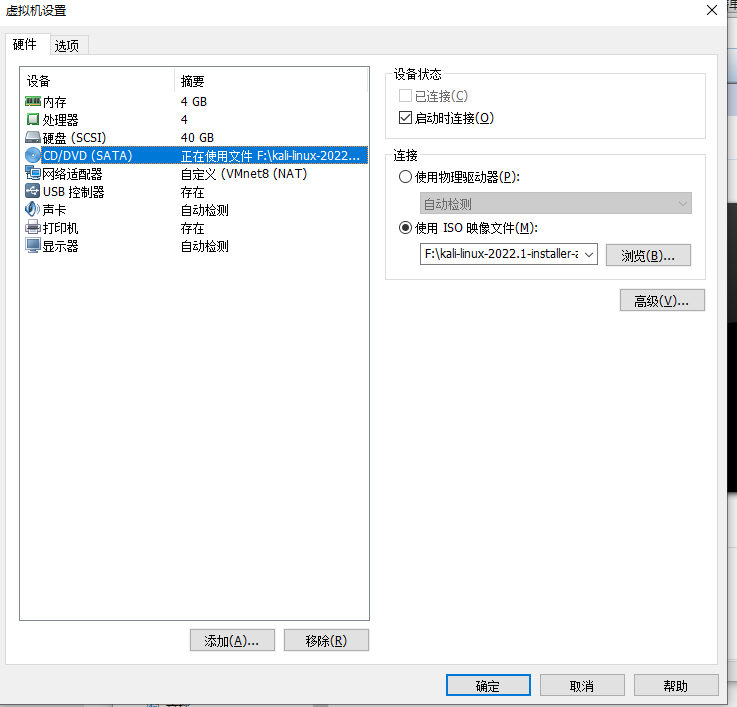 虚拟机设置
硬件 选项
设备 摘要
内存 4 GB
处理器 4
硬盘 (SCSI) 40 GB
CD/DVD (SATA) 正在使用文件 F:\kali-linux-2022...
网络适配器 自定义 (VMnet8 (NAT)
USB 控制器 存在
声卡 自动检测
打印机 存在
显示器 自动检测
添加(A)... 移除(R)
设备状态
已连接(C)
启动时连接(O)
连接
使用物理驱动器(P):
自动检测
使用 ISO 映像文件(M):
F:\kali-linux-2022.1-installer-a 浏览(B)...
高级(V)...
确定 取消 帮助